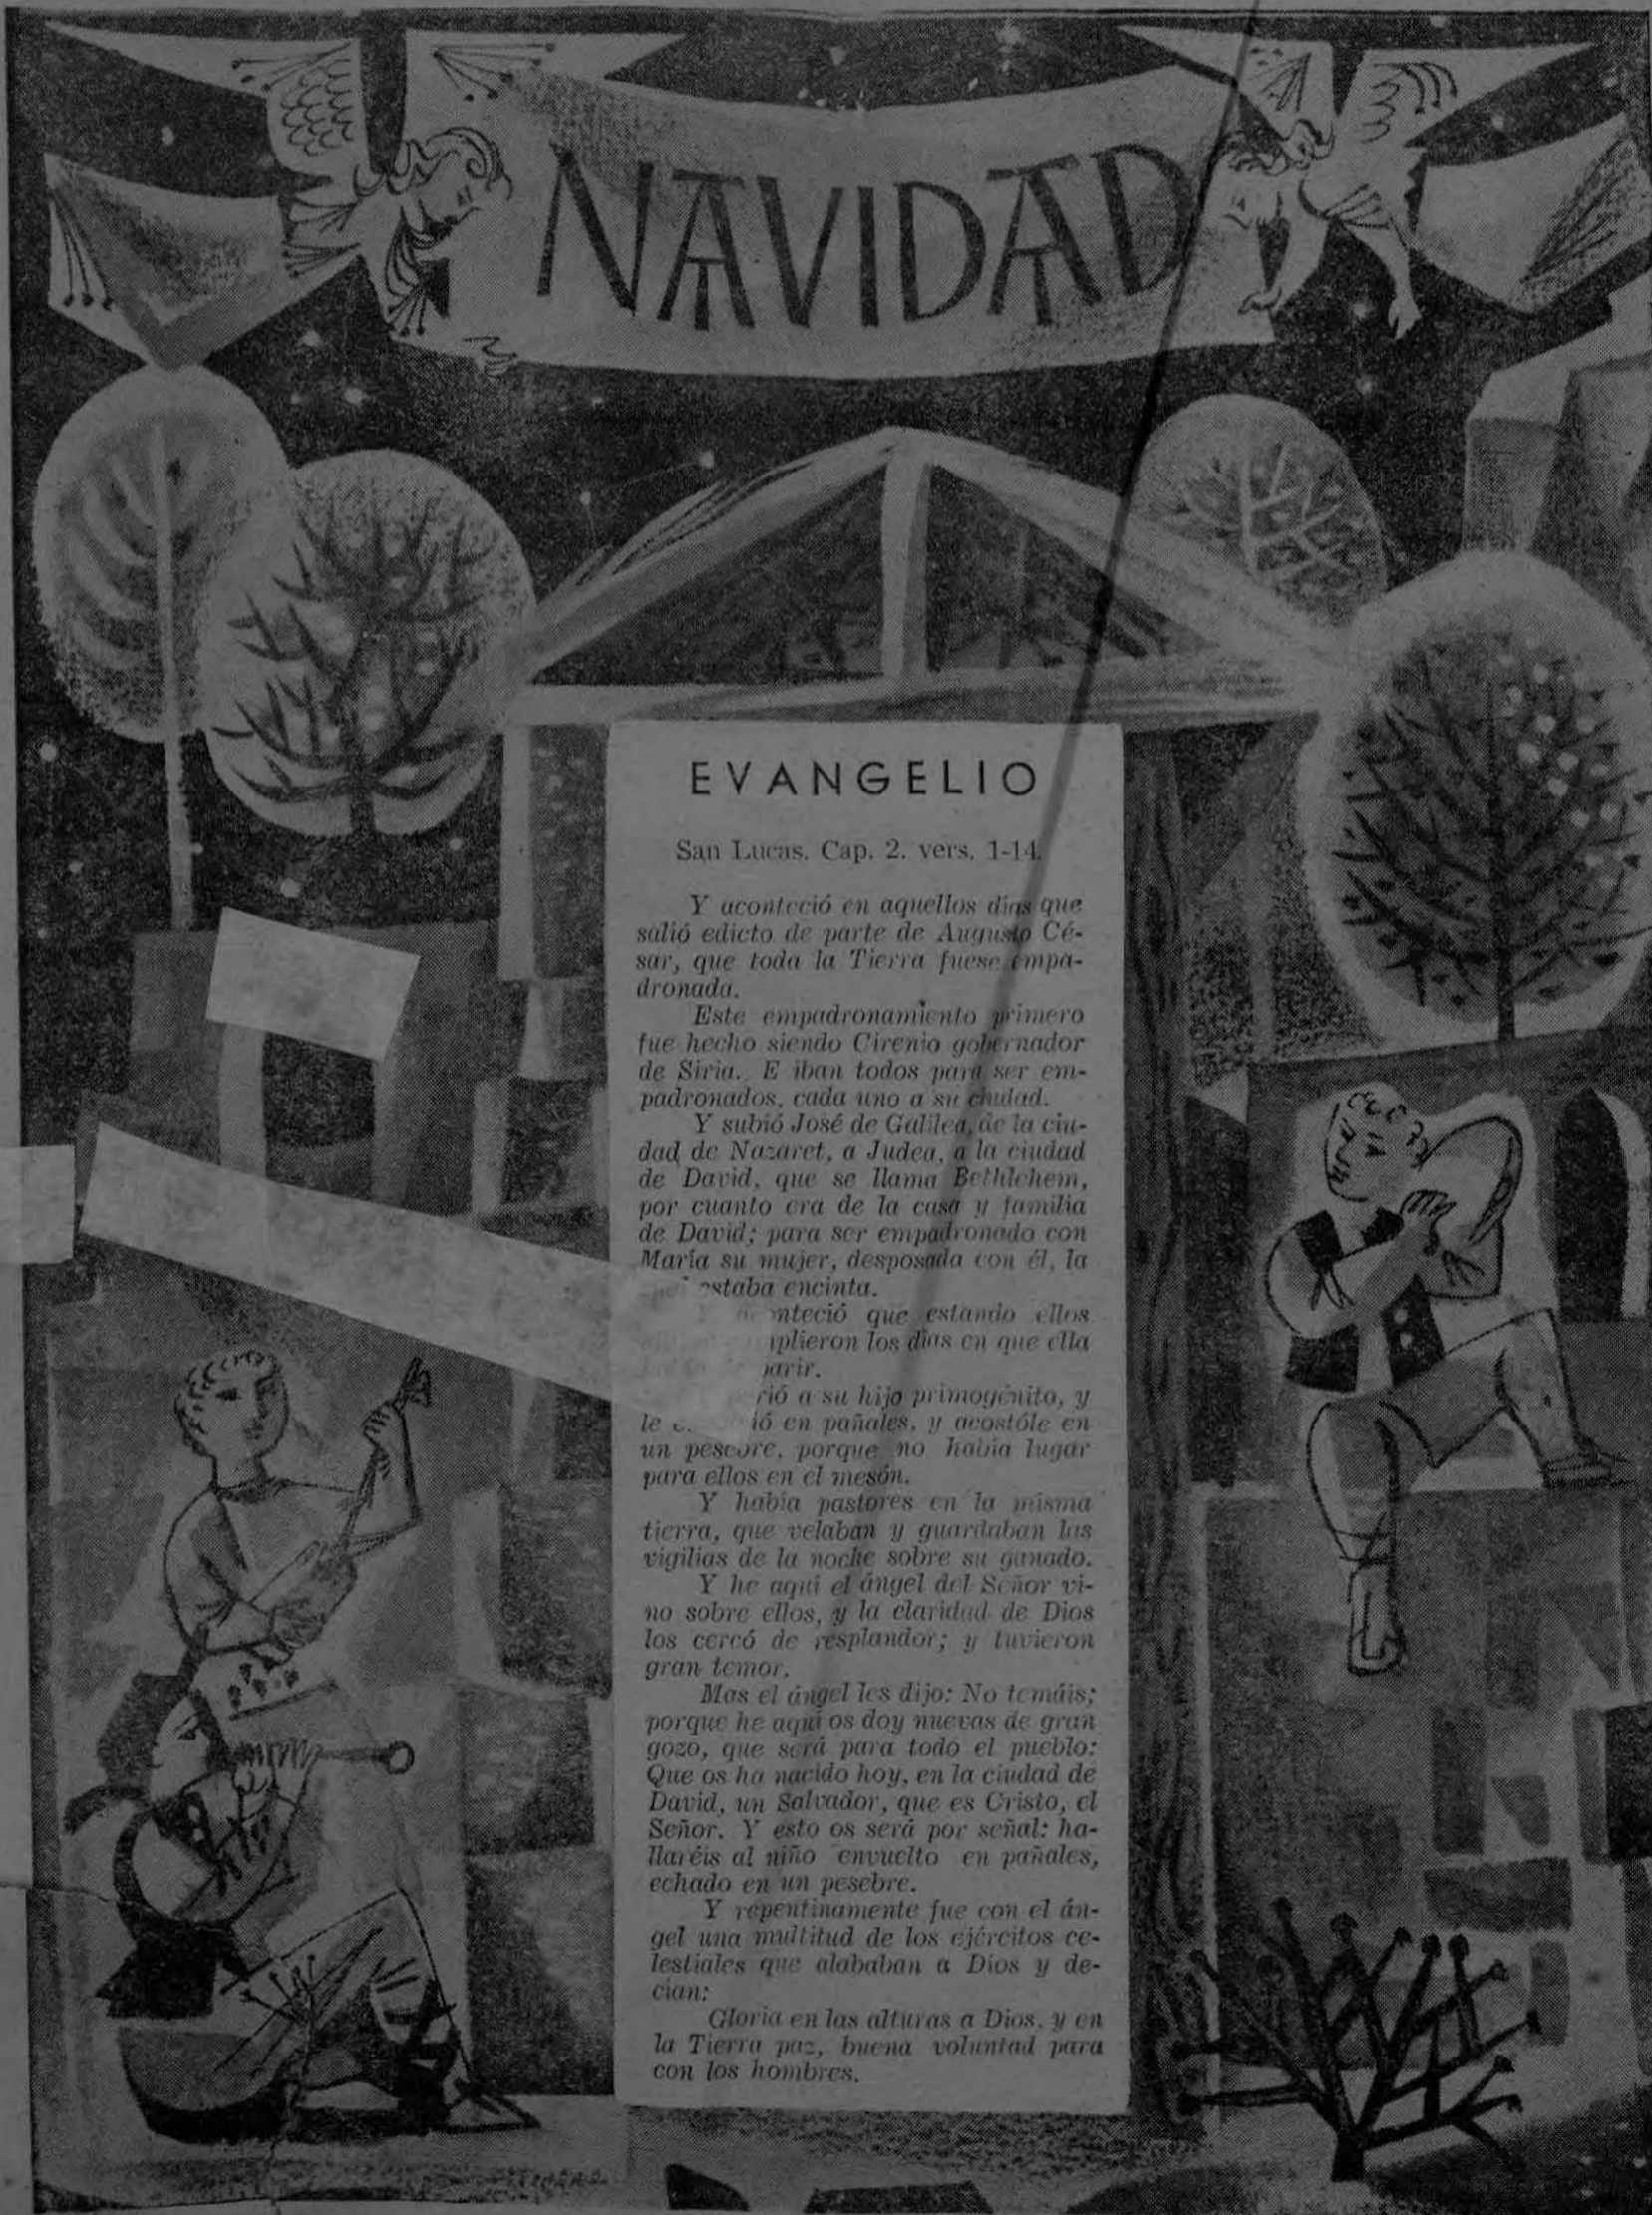 NAVIDAD
EVANGELIO
San Lucas. Cap. 2. vers. 1-14.
Y aconteció en aquellos días que
salió edicto de parte de Augusto Cé-
sar, que toda la Tierra fuese empa-
dronada.
Este empadronamiento primero
fue hecho siendo Cirenio gobernador
de Siria. E iban todos para ser em-
padronados, cada uno a su ciudad.
Y subió José de Galilea, de la ciu-
dad de Nazaret, a Judea, a la ciudad
de David, que se llama Bethlehem,
por cuanto era de la casa y familia
de David; para ser empadronado con
María su mujer, desposada con él, la
estaba encinta.
que estando ellos
los días en que ella
a su hijo primogénito, y
le en pañales, y acostóle en
un pesebre, porque no había lugar
para ellos en el mesón.
Y había pastores en la misma
tierra, que velaban y guardaban las
vigilias de la noche sobre su ganado.
Y he aquí el ángel del Señor vi-
no sobre ellos, y la claridad de Dios
los cercó de resplandor; y tuvieron
gran temor.
Mas el ángel les dijo: No temáis;
porque he aquí os doy nuevas de gran
gozo, que será para todo el pueblo:
Que os ha nacido hoy, en la ciudad de
David, un Salvador, que es Cristo, el
Señor. Y esto os será por señal: ha-
llaréis al niño envuelto en pañales,
echado en un pesebre.
Y repentinamente fue con el án-
gel una multitud de los ejércitos ce-
lestiales que alababan a Dios y de-
cian:
Gloria en las alturas a Dios, y en
la Tierra paz, buena voluntad para
con los hombres.